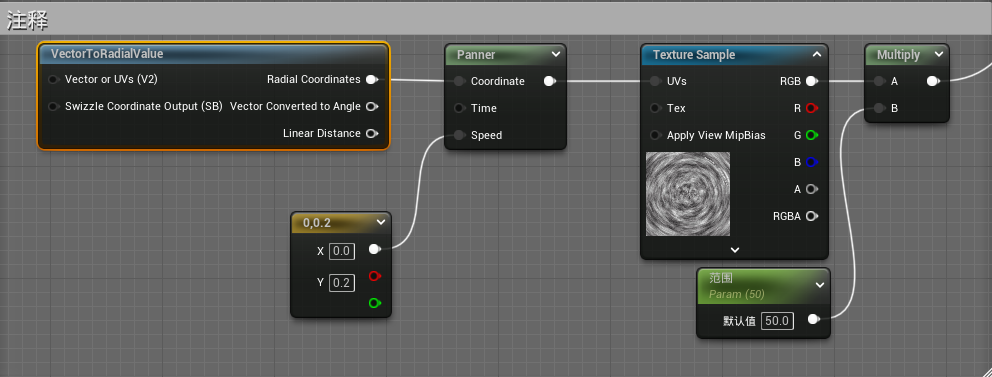 注释
VectorToRadialValue
Vector or UVs (V2)
Radial Coordinates
Swizzle Coordinate Output (SB)
Vector Converted to Angle
Linear Distance
Panner
Coordinate
Time
Speed
Texture Sample
UVs
RGB
Tex
R
Apply View MipBias
G
B
A
RGBA
Multiply
A
B
0,0.2
X 0.0
Y 0.2
范围
Param (50)
默认值 50.0